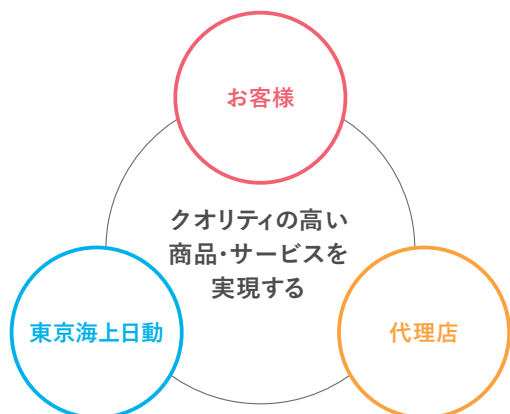 お客様
クオリティの高い
商品・サービスを
実現する
東京海上日動
代理店